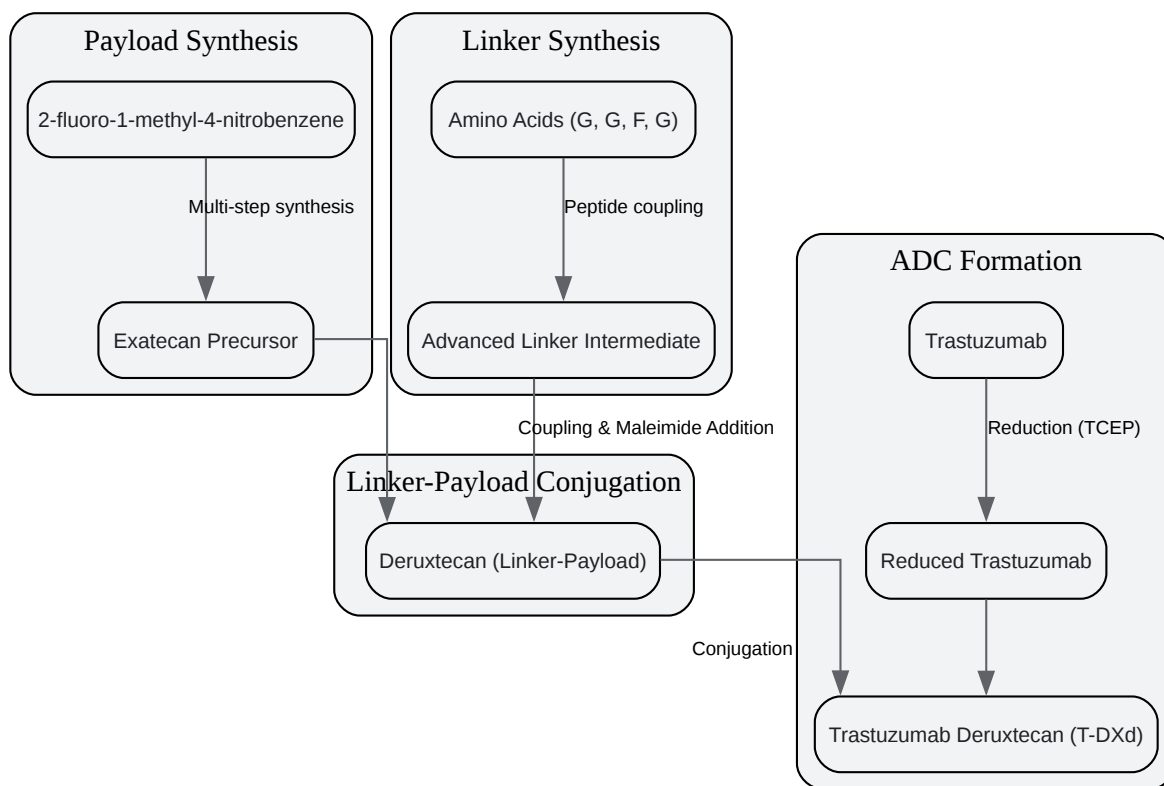 Payload Synthesis
2-fluoro-1-methyl-4-nitrobenzene
Multi-step synthesis
Exatecan Precursor
Linker Synthesis
Amino Acids (G, G, F, G)
Peptide coupling
Advanced Linker Intermediate
Coupling & Maleimide Addition
Linker-Payload Conjugation
Deruxtecan (Linker-Payload)
Conjugation
ADC Formation
Trastuzumab
Reduction (TCEP)
Reduced Trastuzumab
Trastuzumab Deruxtecan (T-DXd)